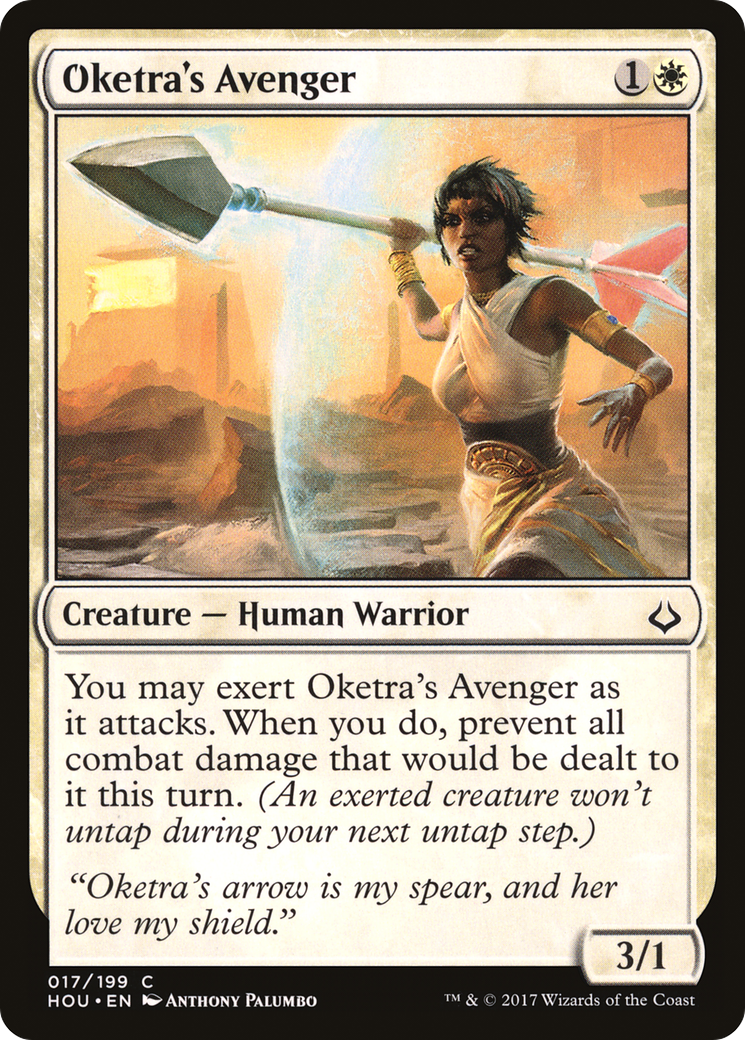 Oketra's Avenger 1
Creature — Human Warrior
You may exert Oketra's Avenger as
it attacks. When you do, prevent all
combat damage that would be dealt to
it this turn. (An exerted creature won't
untap during your next untap step.)
"Oketra's arrow is my spear, and her
love my shield."
3/1
017/199 C
HOU • EN Anthony Palumbo
™ & © 2017 Wizards of the Coast